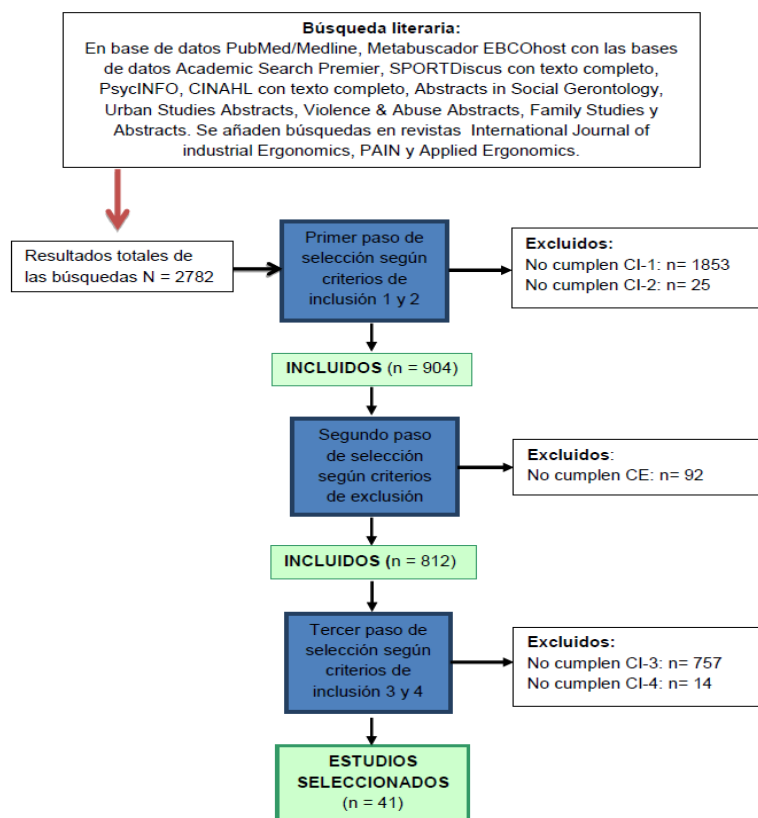 Búsqueda literaria:
En base de datos PubMed/Medline, Metabuscador EBCOhost con las bases
de datos Academic Search Premier, SPORTDiscus con texto completo,
PsycINFO, CINAHL con texto completo, Abstracts in Social Gerontology,
Urban Studies Abstracts, Violence & Abuse Abstracts, Family Studies y
Abstracts. Se añaden búsquedas en revistas International Journal of
industrial Ergonomics, PAIN y Applied Ergonomics.
Resultados totales de
las búsquedas N = 2782
Primer paso de
selección según
criterios de
inclusión 1 y 2
Excluidos:
No cumplen CI-1: n= 1853
No cumplen CI-2: n= 25
INCLUIDOS (n = 904)
Segundo paso
de selección
según criterios
de exclusión
Excluidos:
No cumplen CE: n= 92
INCLUIDOS (n = 812)
Tercer paso de
selección según
criterios de
inclusión 3 y 4
Excluidos:
No cumplen CI-3: n= 757
No cumplen CI-4: n= 14
ESTUDIOS
SELECCIONADOS
(n = 41)